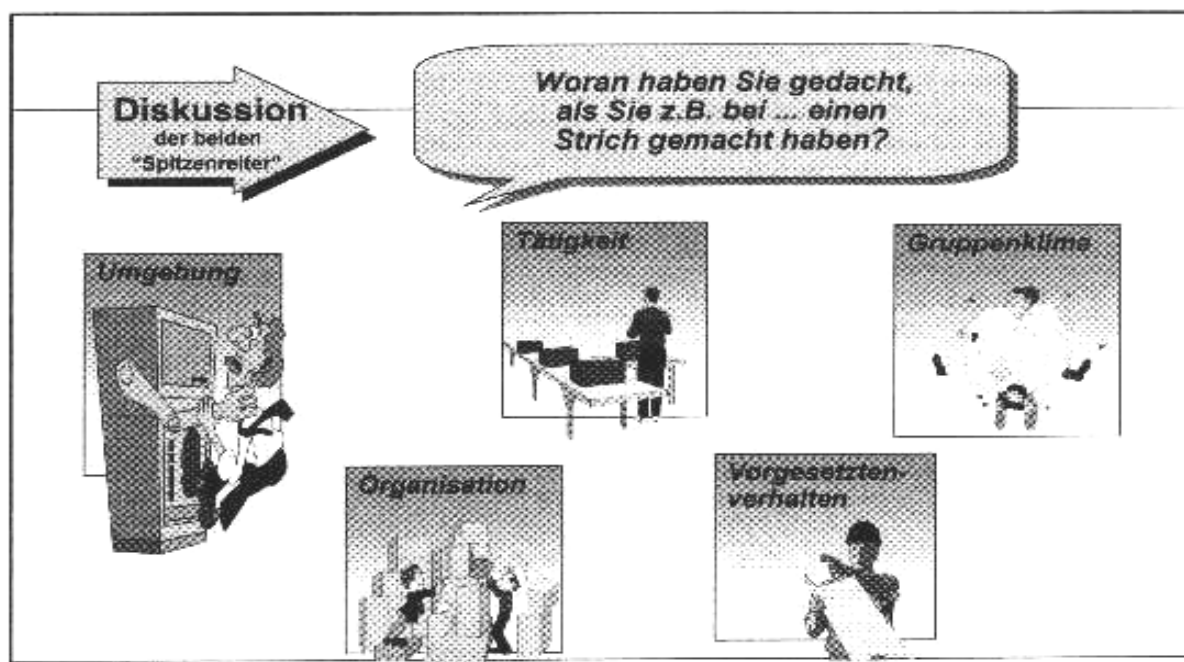 Diskussion
der beiden
"Spitzenreiter"
Woran haben Sie gedacht,
als Sie z.B. bei ... einen
Strich gemacht haben?
Umgebung
Tätigkeit
Gruppenklima
Organisation
Vorgesetzten-
verhalten